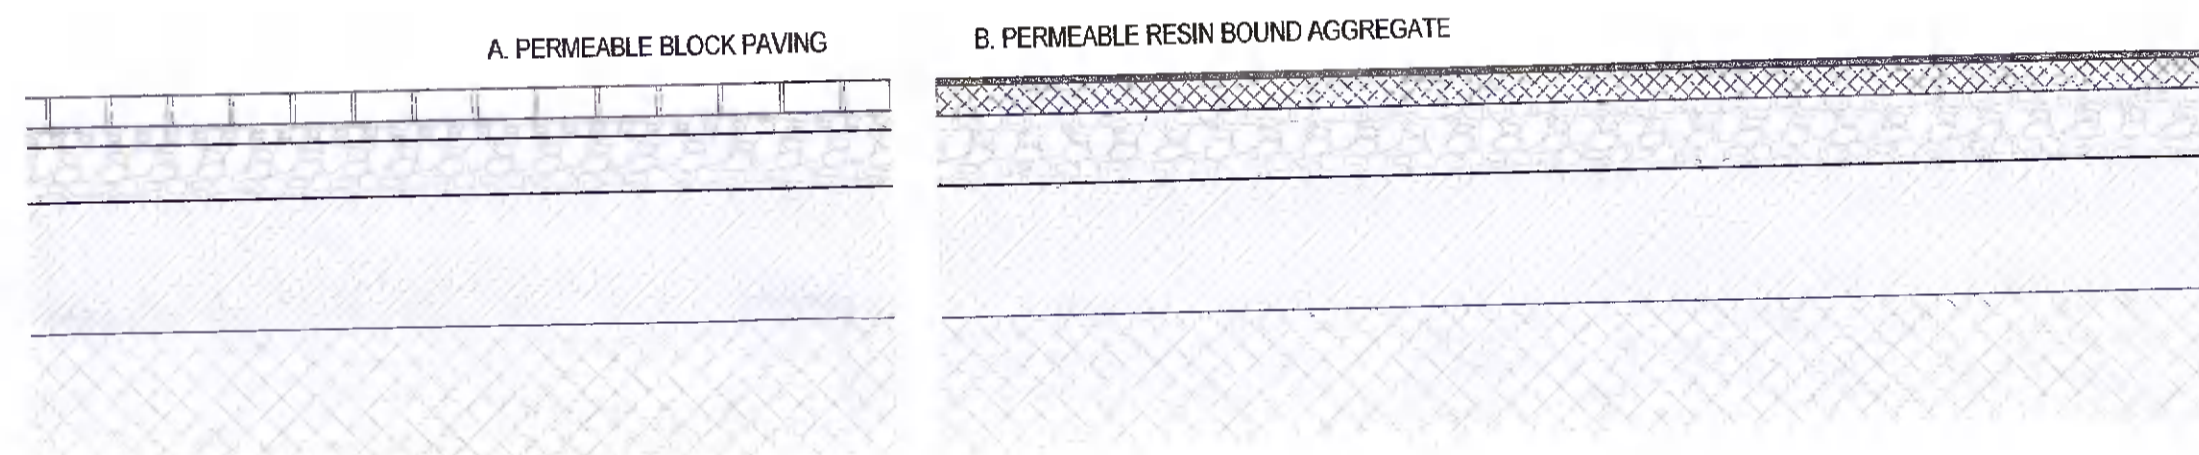 A. PERMEABLE BLOCK PAVING
B. PERMEABLE RESIN BOUND AGGREGATE